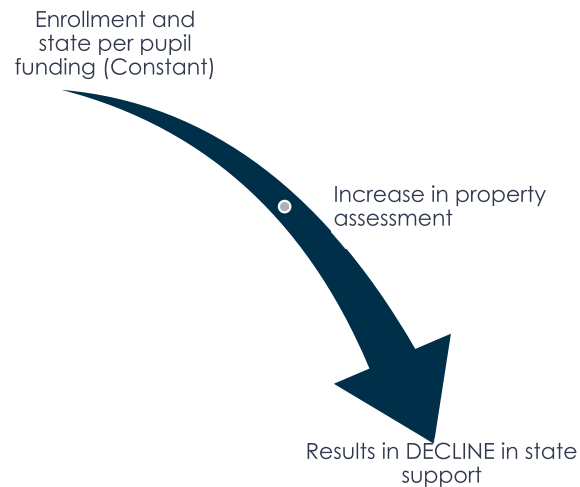 Enrollment and
state per pupil
funding (Constant)
Increase in property
assessment
Results in DECLINE in state
support